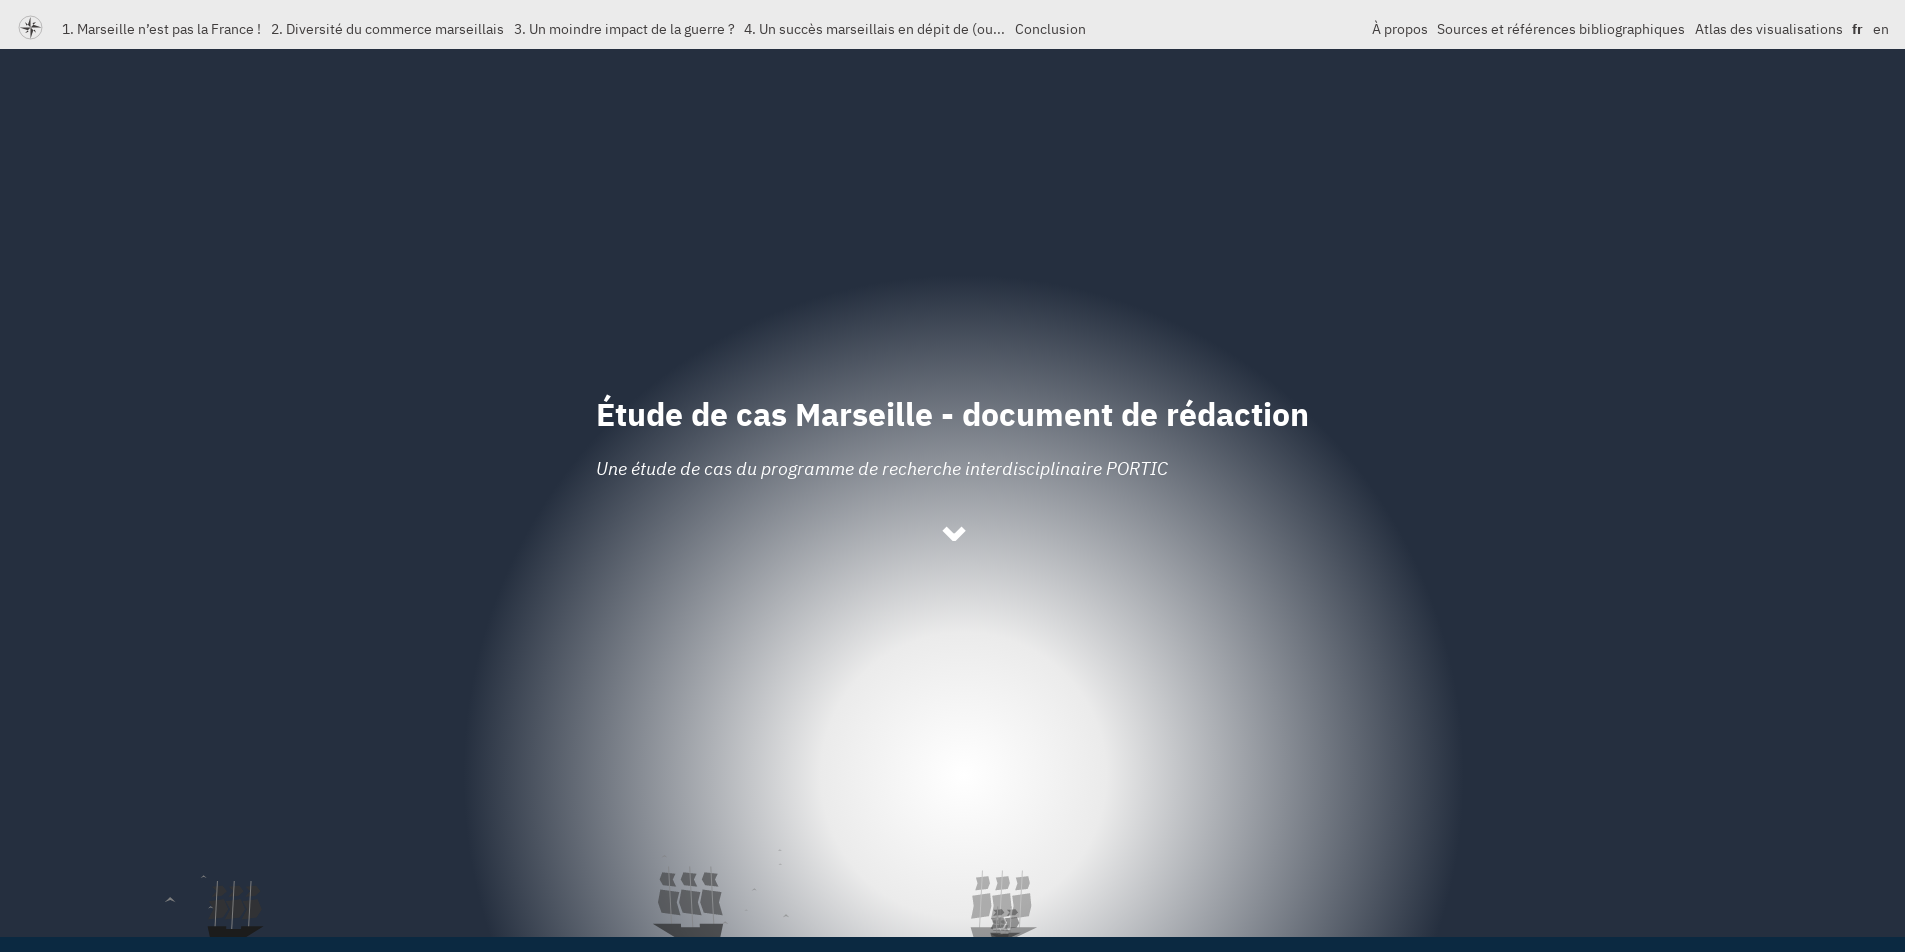 1. Marseille n’est pas la France ! 2. Diversité du commerce marseillais 3. Un moindre impact de la guerre ? 4. Un succès marseillais en dépit de (ou... Conclusion À propos Sources et références bibliographiques Atlas des visualisations fr en
Étude de cas Marseille - document de rédaction
Une étude de cas du programme de recherche interdisciplinaire PORTIC